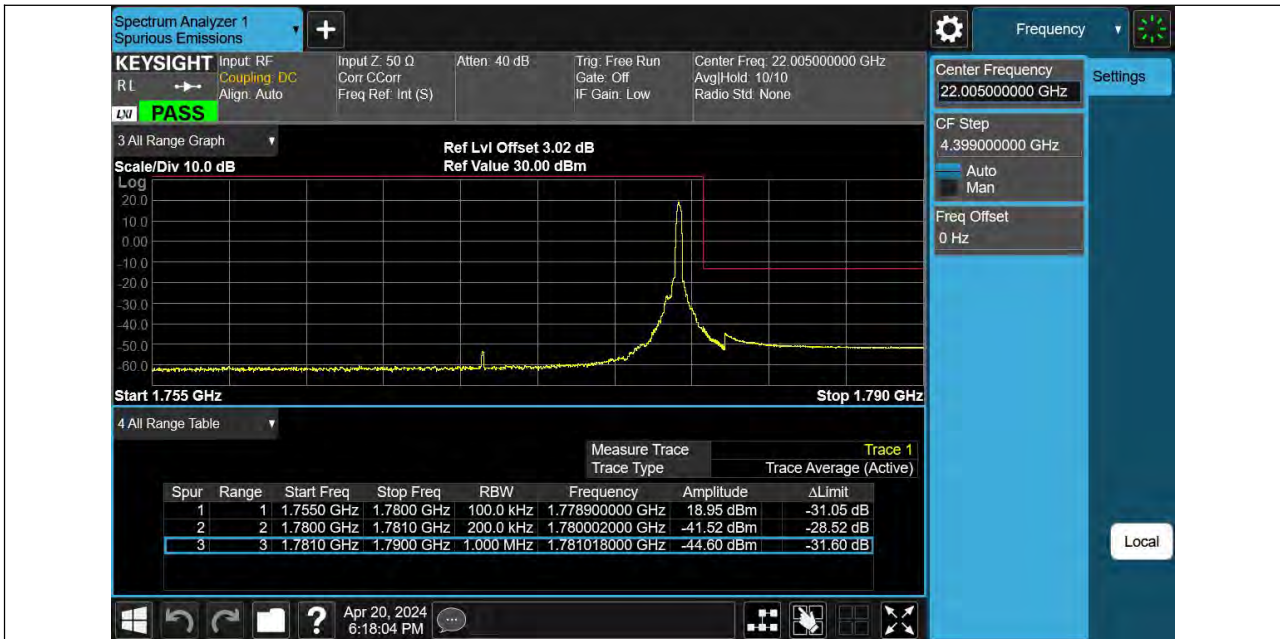 Spectrum Analyzer 1
Spurious Emissions
Frequency
KEYSIGHT
Input: RF
Coupling: DC
Align: Auto
Input Z: 50 Ω
Corr CCorr
Freq Ref: Int (S)
Atten: 40 dB
Trig: Free Run
Gate: Off
IF Gain: Low
Center Freq: 22.005000000 GHz
Avg|Hold: 10/10
Radio Std: None
R L
LXI
PASS
Center Frequency
22.005000000 GHz
Settings
CF Step
4.399000000 GHz
Auto
Man
Freq Offset
0 Hz
3 All Range Graph
Ref Lvl Offset 3.02 dB
Scale/Div 10.0 dB
Ref Value 30.00 dBm
Log
20.0
10.0
0.00
-10.0
-20.0
-30.0
-40.0
-50.0
-60.0
Start 1.755 GHz
Stop 1.790 GHz
4 All Range Table
Measure Trace Trace 1
Trace Type Trace Average (Active)
Spur Range Start Freq Stop Freq RBW Frequency Amplitude ΔLimit
1 1 1.7550 GHz 1.7800 GHz 100.0 kHz 1.778900000 GHz 18.95 dBm -31.05 dB
2 2 1.7800 GHz 1.7810 GHz 200.0 kHz 1.780002000 GHz -41.52 dBm -28.52 dB
3 3 1.7810 GHz 1.7900 GHz 1.000 MHz 1.781018000 GHz -44.60 dBm -31.60 dB
Local
Apr 20, 2024
6:18:04 PM